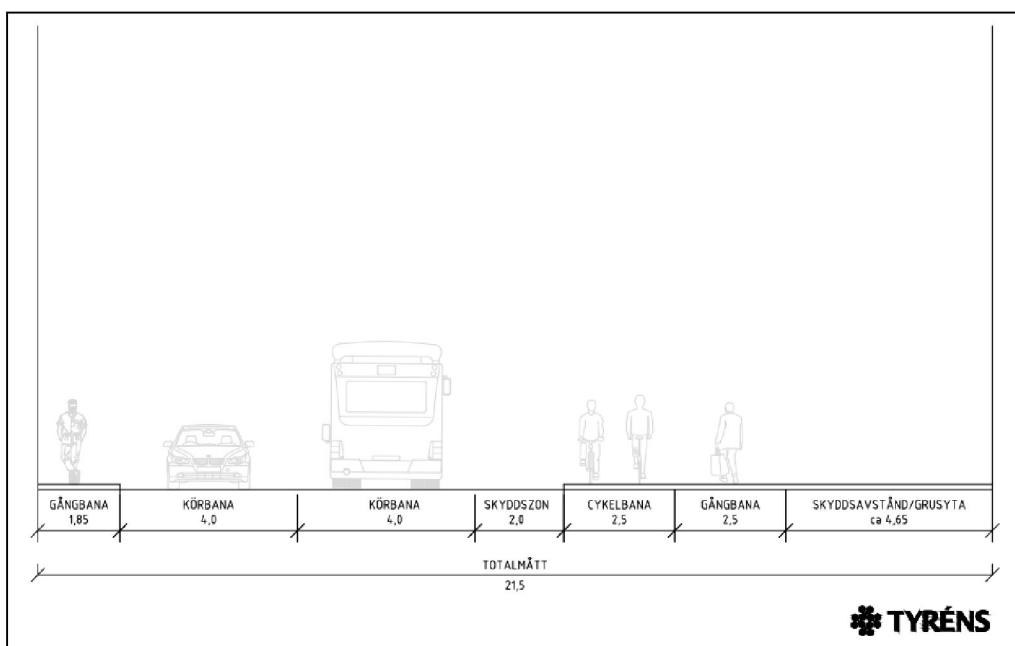 GÅNGBANA KÖRBANA KÖRBANA SKYDDSZON CYKELBANA GÅNGBANA SKYDDSAVSTÅND/GRUSYTA
1,85 4,0 4,0 2,0 2,5 2,5 ca 4,65
TOTALMÅTT
21,5
TYRÉNS